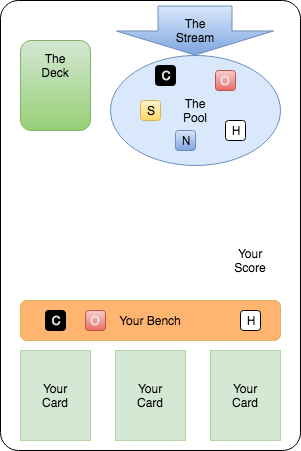 The
Stream
The
Deck
C
O
S
The
Pool
H
N
Your
Score
C
O
Your Bench
H
Your
Card
Your
Card
Your
Card